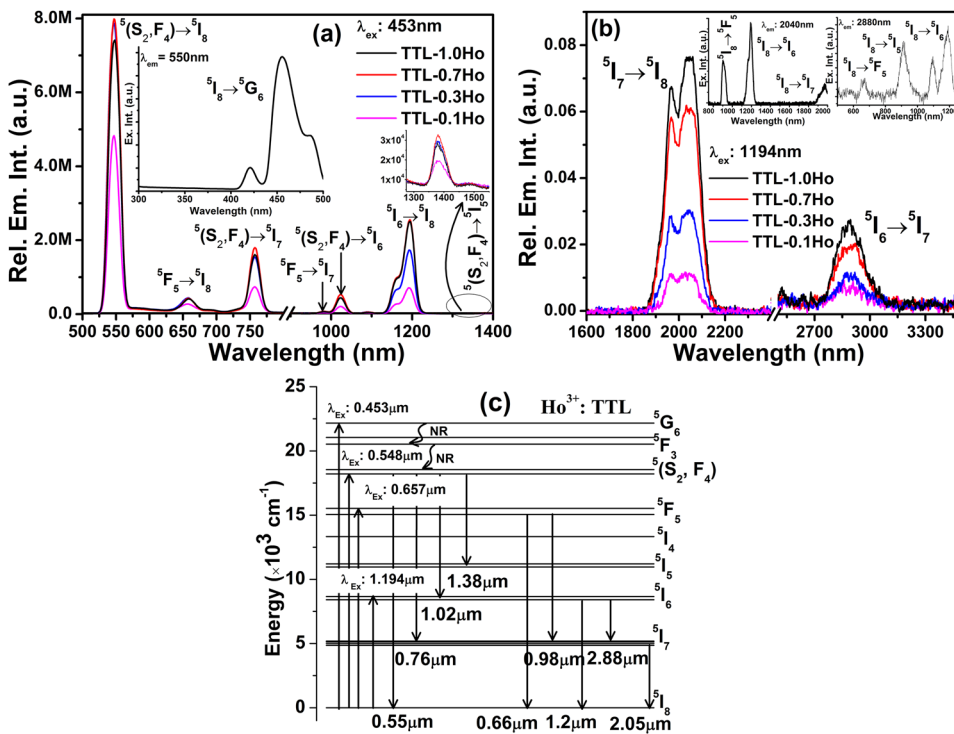 (a)
λex: 453nm
TTL-1.0Ho
TTL-0.7Ho
TTL-0.3Ho
TTL-0.1Ho
⁵(S₂,F₄)→⁵I₈
λem= 550nm
⁵I₈→⁵G₆
Ex. Int. (a.u.)
300 350 400 450 500
3x10⁴
2x10⁴
1x10⁴
1300 1400 1500
⁵(S₂,F₄)→⁵I₇
⁵(S₂,F₄)→⁵I₆
⁵I₆→⁵I₈
⁵F₅→⁵I₈
⁵F₅→⁵I₇
⁵(S₂,F₄)→⁵I₅
8.0M
6.0M
4.0M
2.0M
0.0
Rel. Em. Int. (a.u.)
500 550 600 650 700 750 1000 1200 1400
Wavelength (nm)
(b)
⁵I₇→⁵I₈
λem: 2040nm
⁵I₈→⁵F₅
⁵I₈→⁵I₆
⁵I₈→⁵I₇
Ex. Int. (a.u.)
800 1000 1200 1400 1600 1800 2000
Wavelength (nm)
λem: 2880nm
⁵I₈→⁵I₆
⁵I₈→⁵I₅
⁵I₈→⁵F₅
Ex. Int. (a.u.)
600 800 1000 1200
Wavelength (nm)
λex: 1194nm
TTL-1.0Ho
TTL-0.7Ho
TTL-0.3Ho
TTL-0.1Ho
⁵I₆→⁵I₇
0.08
0.06
0.04
0.02
0.00
Rel. Em. Int. (a.u.)
1600 1800 2000 2200 2700 3000 3300
Wavelength (nm)
(c)
Ho³⁺: TTL
25
20
15
10
5
0
Energy (×10³ cm⁻¹)
λEx: 0.453μm
NR
λEx: 0.548μm
NR
λEx: 0.657μm
λEx: 1.194μm
⁵G₆
⁵F₃
⁵(S₂, F₄)
⁵F₅
⁵I₄
⁵I₅
⁵I₆
⁵I₇
⁵I₈
1.38μm
1.02μm
0.76μm 0.98μm 2.88μm
0.55μm 0.66μm 1.2μm 2.05μm